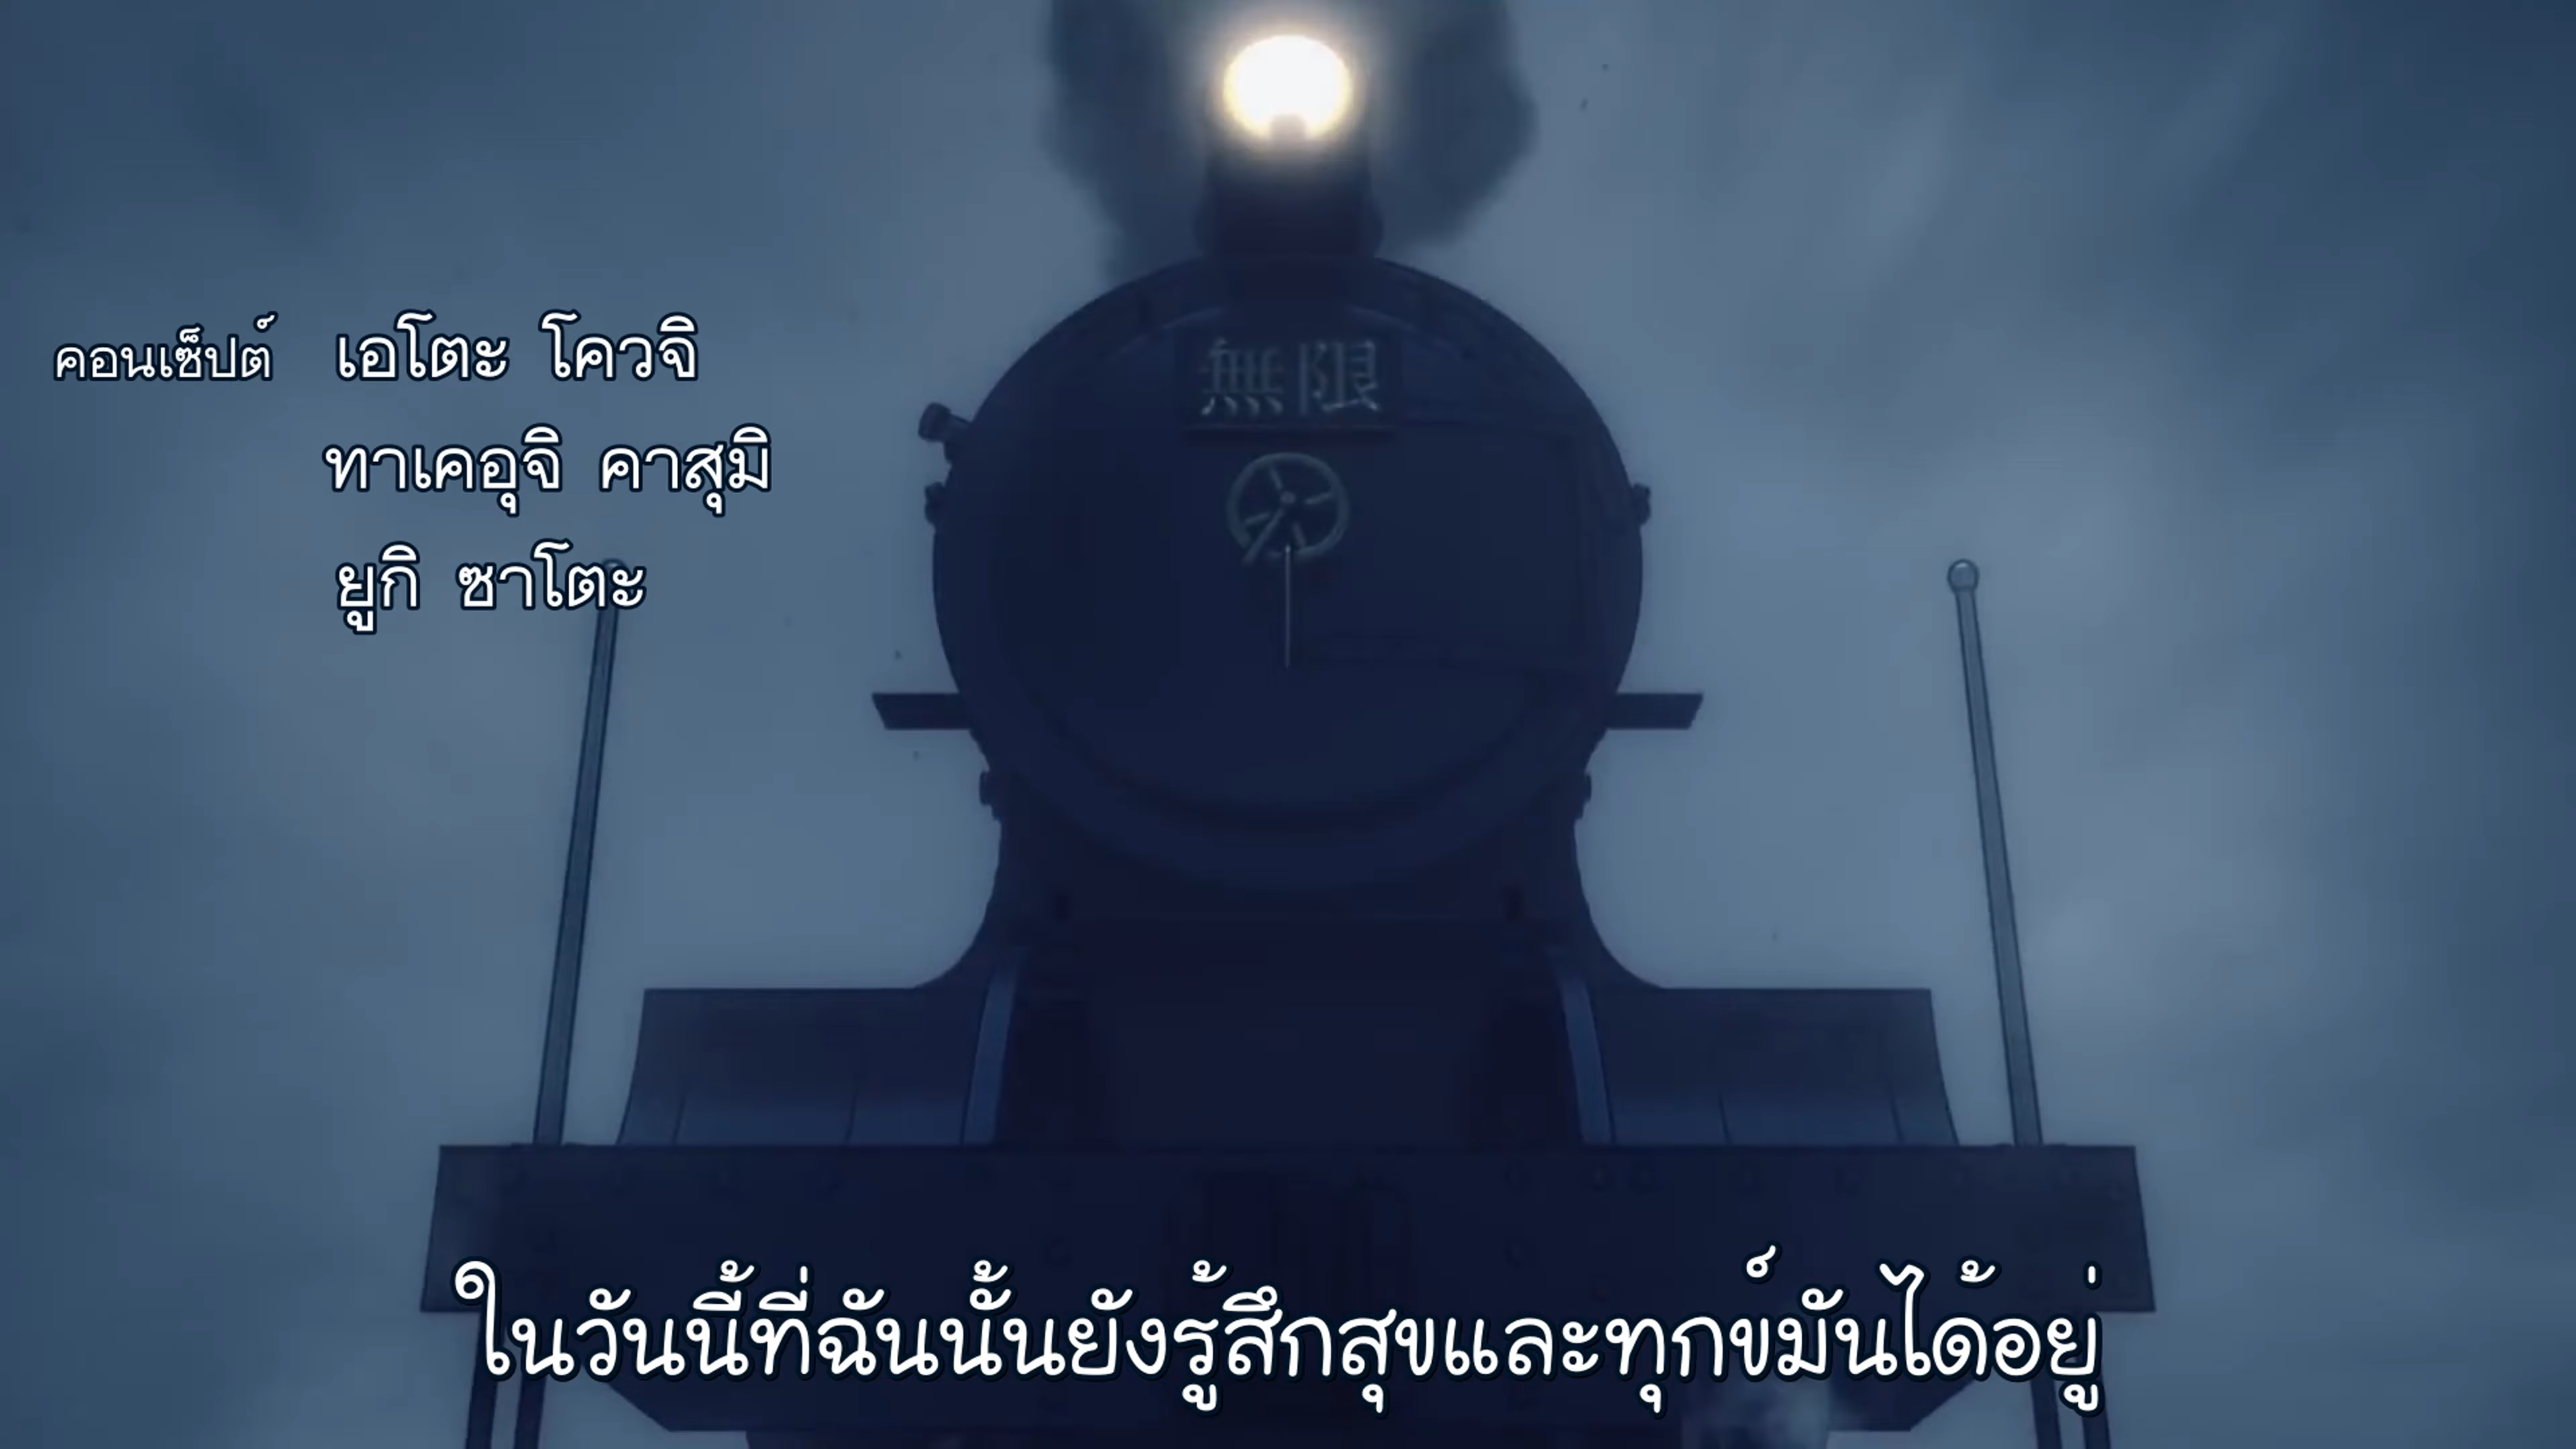 無限
คอนเซ็ปต์ เอโตะ โควจิ
ทาเคอุจิ คาสุมิ
ยูกิ ซาโตะ
ในวันนี้ที่ฉันนั้นยังรู้สึกสุขและทุกข์มันได้อยู่